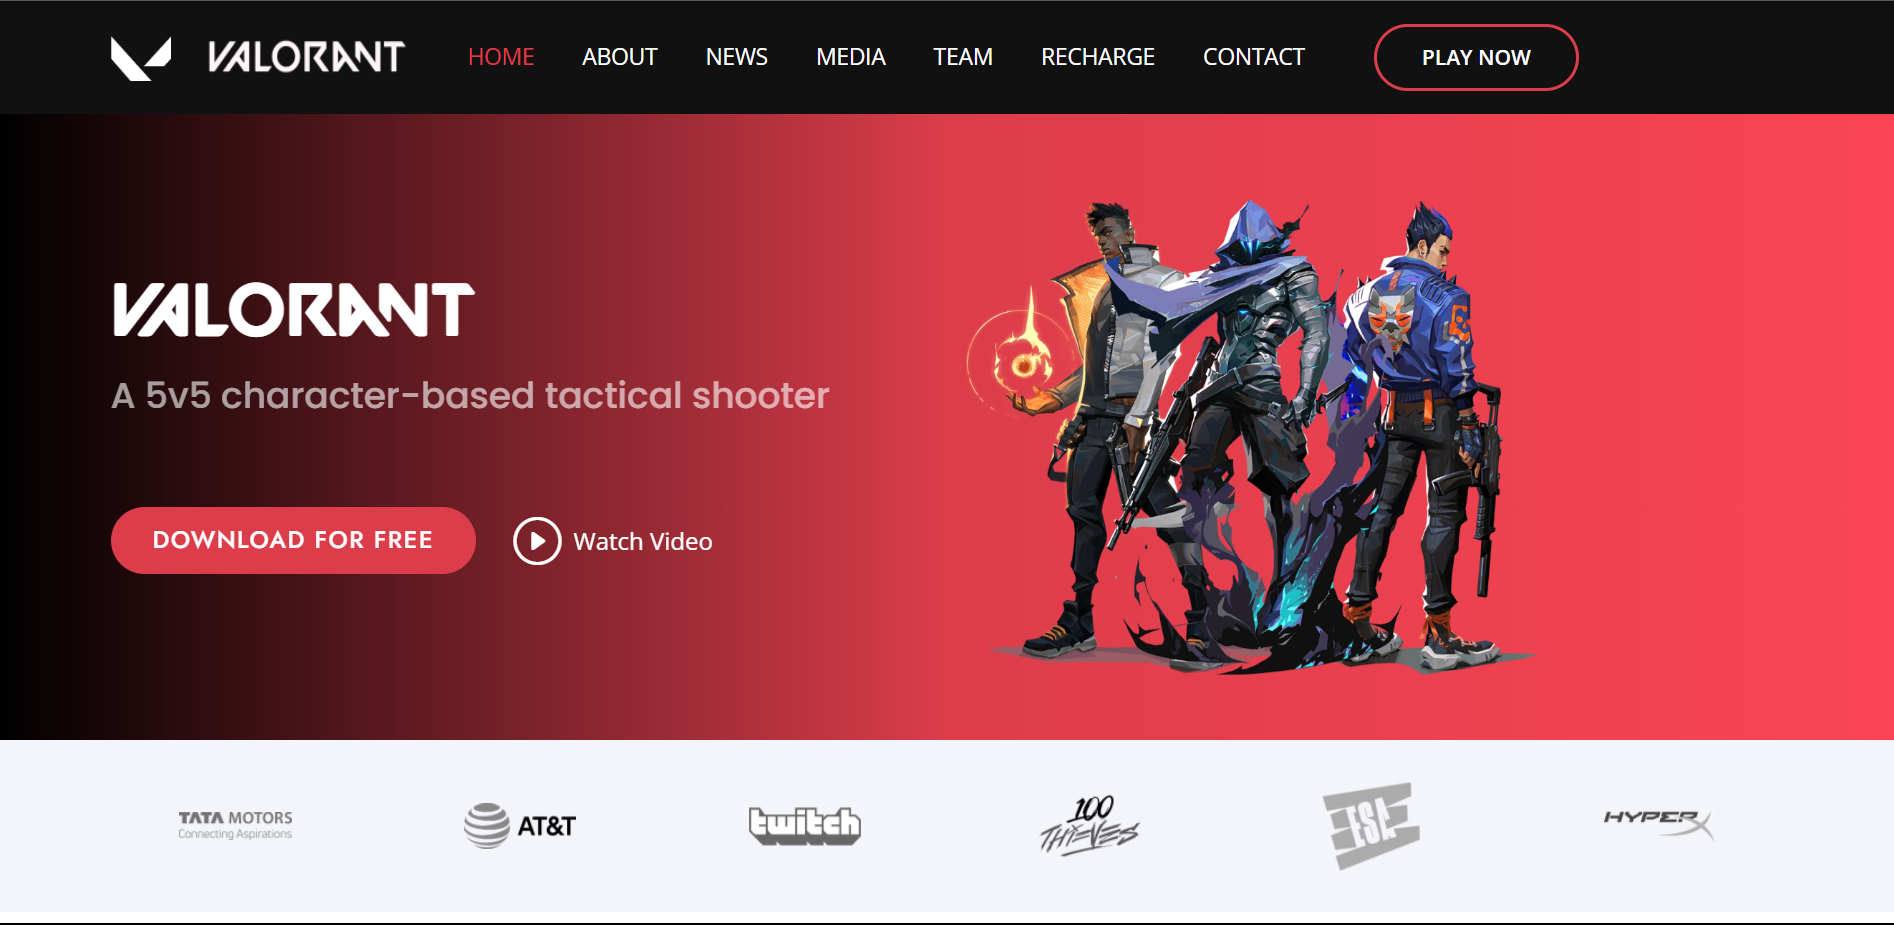 VALORANT
HOME
ABOUT
NEWS
MEDIA
TEAM
RECHARGE
CONTACT
PLAY NOW
VALORANT
A 5v5 character-based tactical shooter
DOWNLOAD FOR FREE
Watch Video
TATA MOTORS
Connecting Aspirations
AT&T
twitch
100
THIEVES
ESA
HYPERX